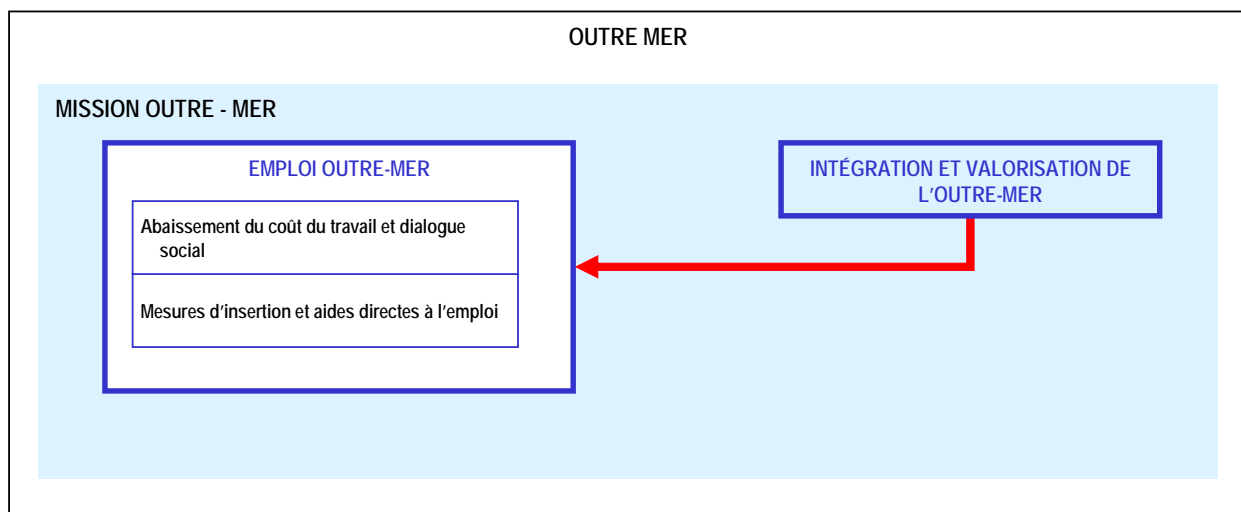 OUTRE MER
MISSION OUTRE - MER
EMPLOI OUTRE-MER
Abaissement du coût du travail et dialogue
social
Mesures d'insertion et aides directes à l'emploi
INTÉGRATION ET VALORISATION DE
L'OUTRE-MER